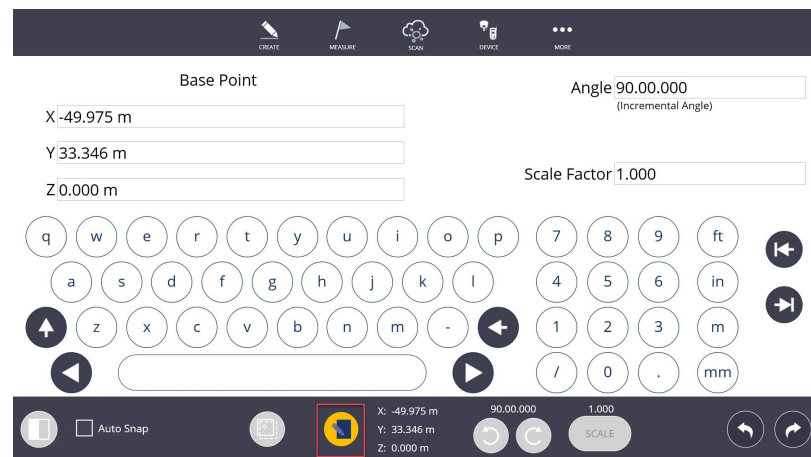 CREATE MEASURE SCAN DEVICE MORE
Base Point
Angle 90.00.000
(Incremental Angle)
X -49.975 m
Y 33.346 m
Scale Factor 1.000
Z 0.000 m
q w e r t y u i o p 7 8 9 ft
a s d f g h j k l 4 5 6 in
z x c v b n m - 1 2 3 m
/ 0 . mm
X: -49.975 m 90.00.000 1.000
Auto Snap Y: 33.346 m SCALE
Z: 0.000 m